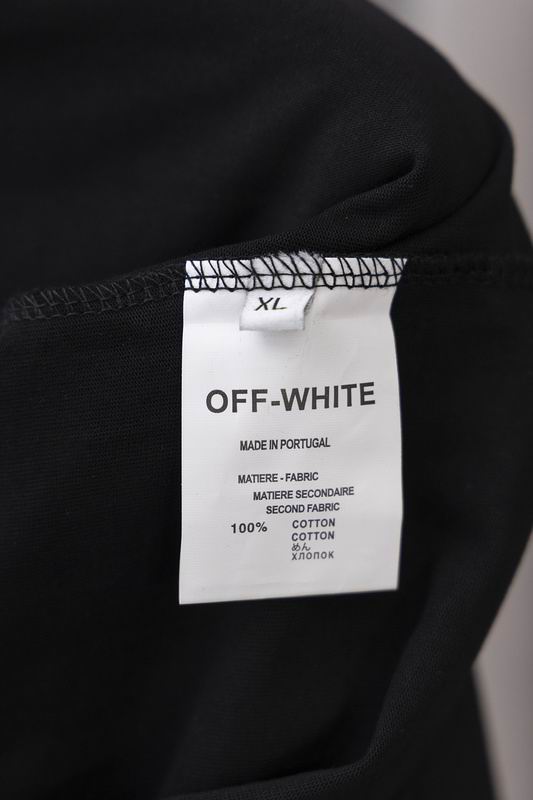 XL
OFF-WHITE
MADE IN PORTUGAL
MATIERE - FABRIC
MATIERE SECONDAIRE
SECOND FABRIC
100% COTTON
COTTON
めん
ХЛОПОК